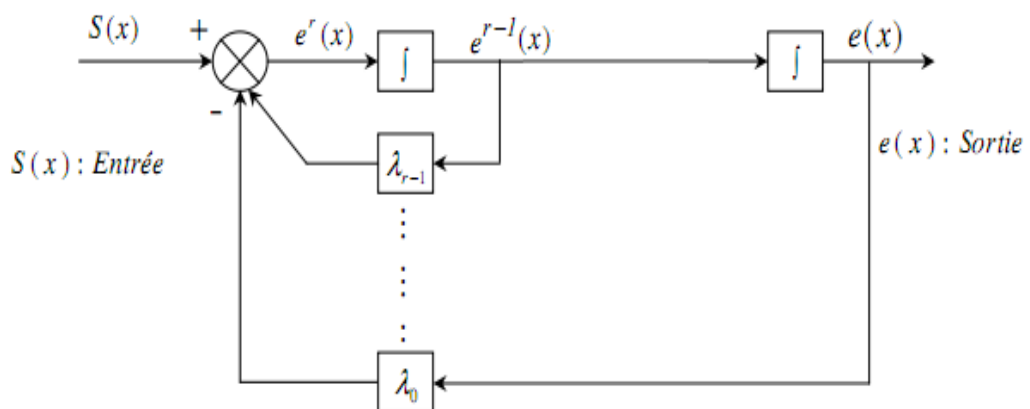 S(x)
+
e^r(x)
∫
e^{r-1}(x)
∫
e(x)
-
S(x) : Entrée
λ_{r-1}
e(x) : Sortie
λ_0